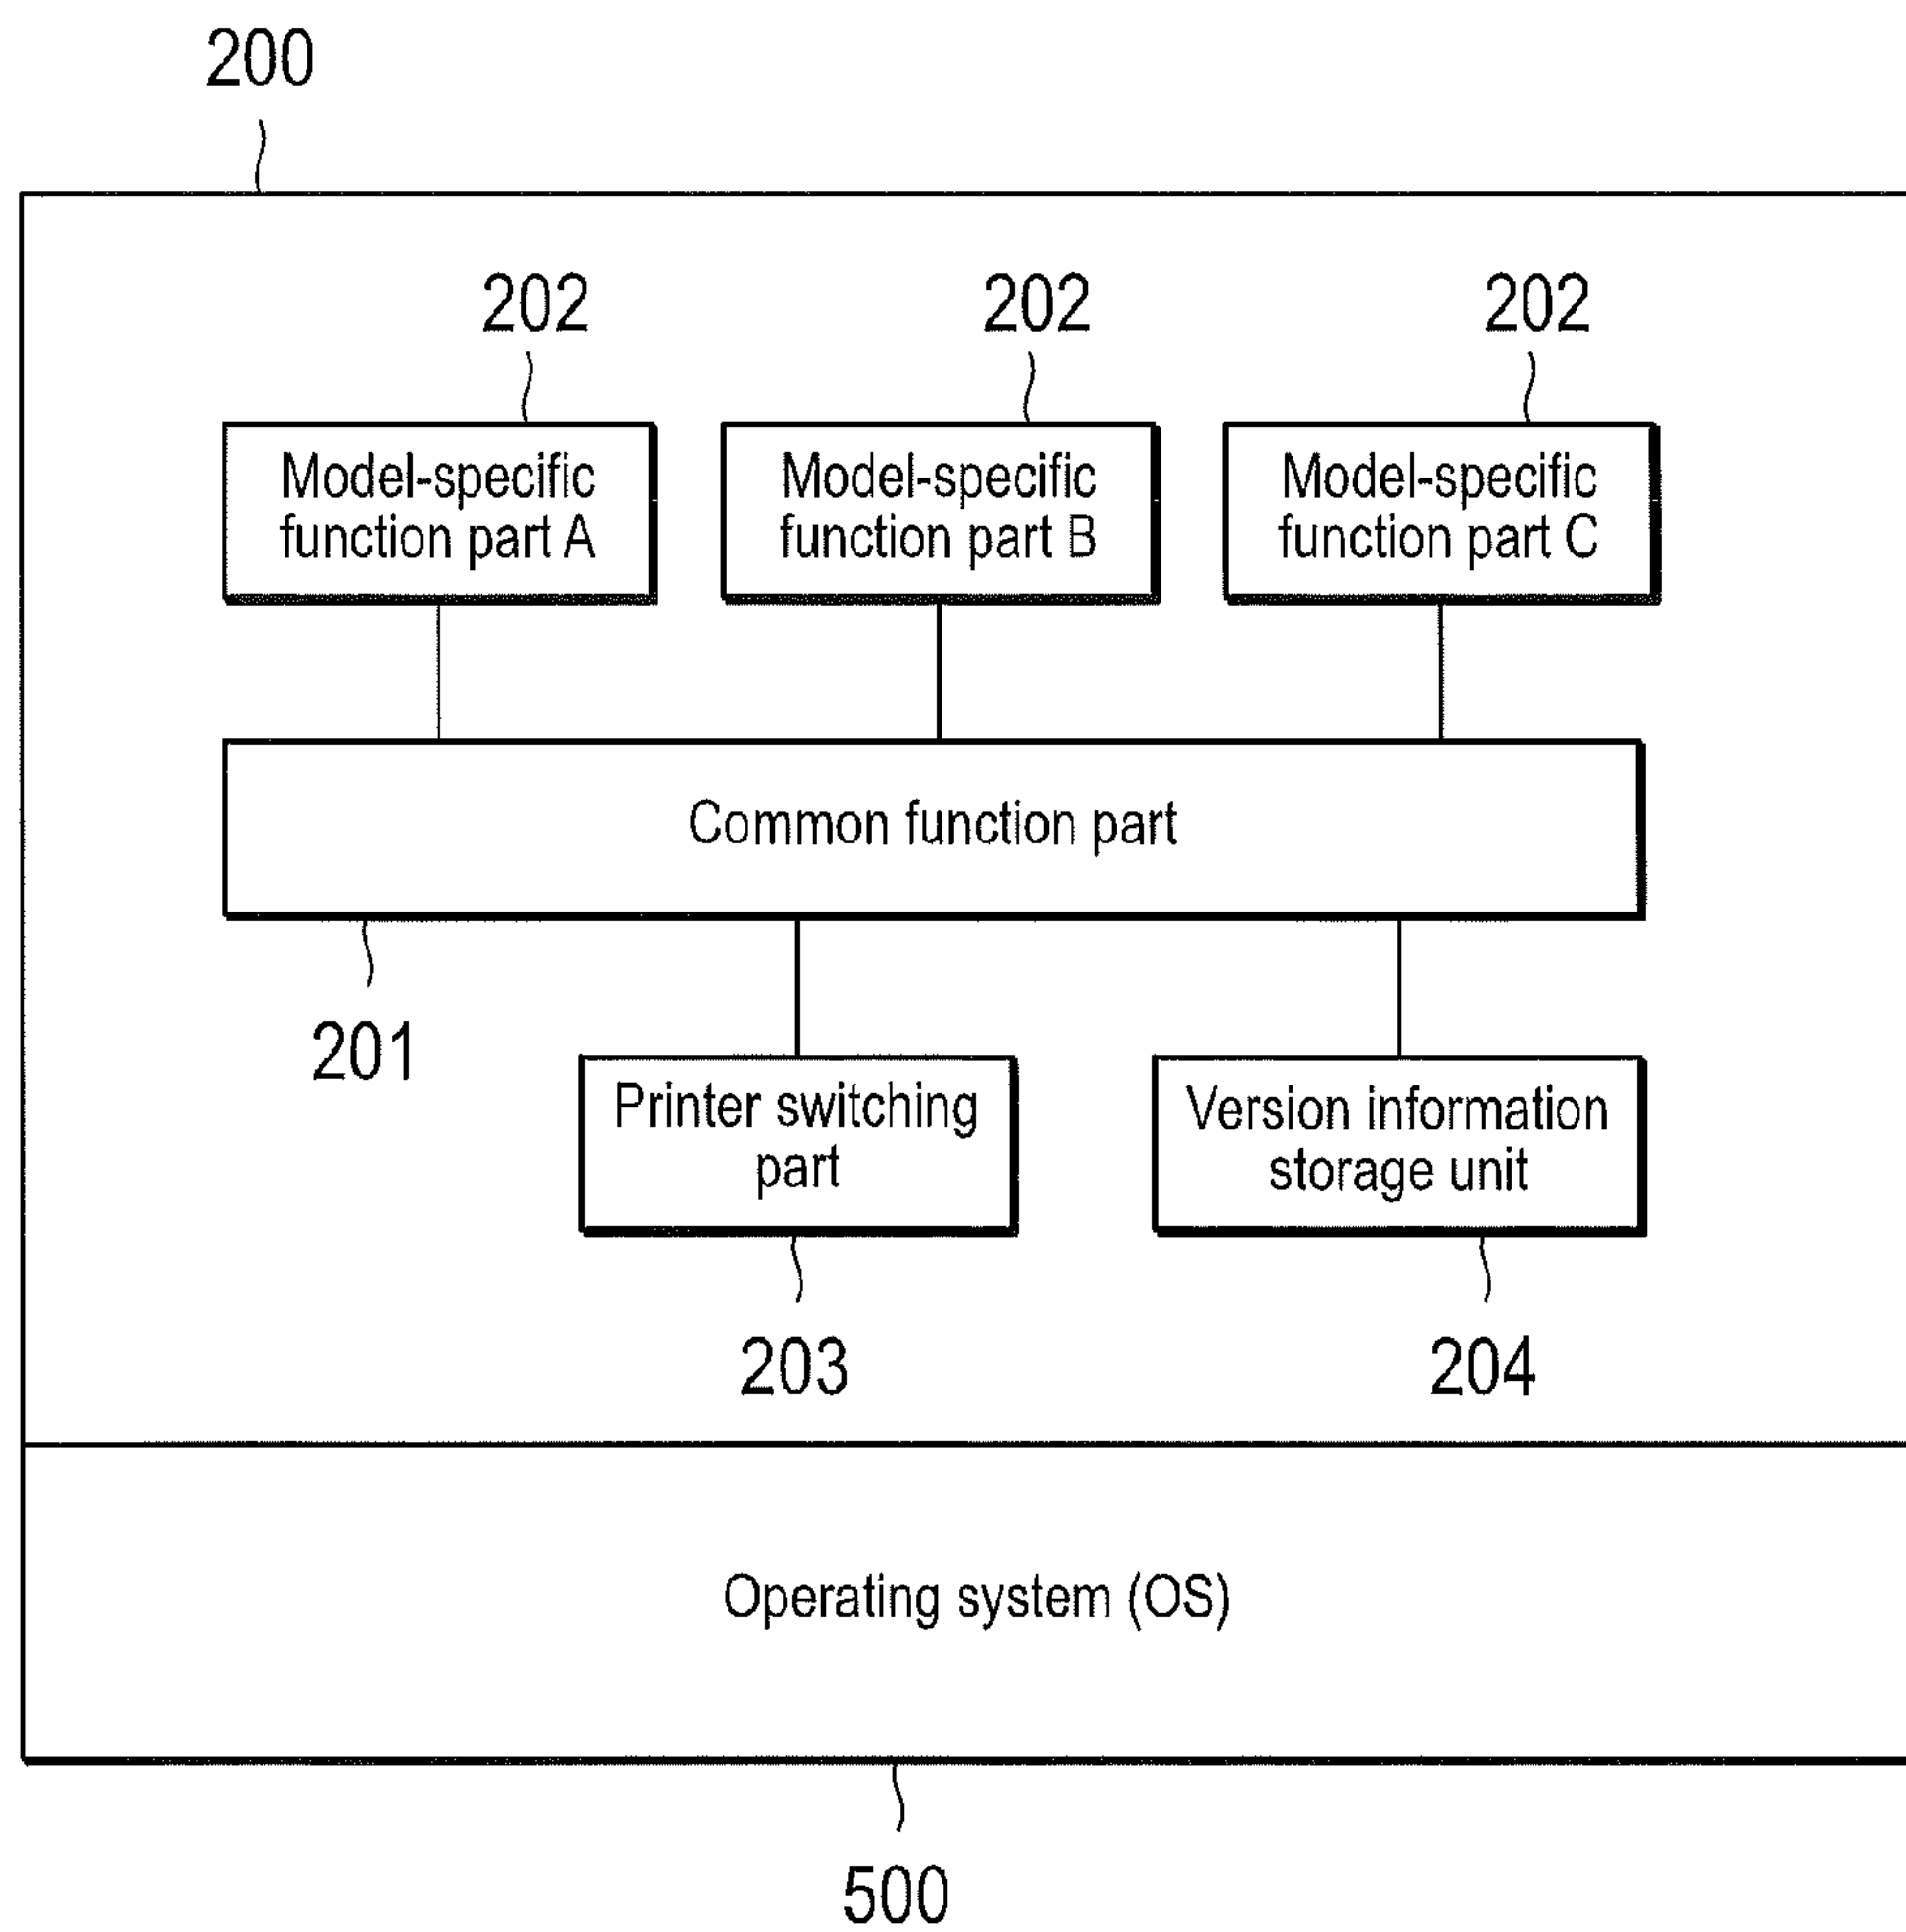 200
202
202
202
Model-specific
function part A
Model-specific
function part B
Model-specific
function part C
Common function part
201
Printer switching
part
Version information
storage unit
203
204
Operating system (OS)
500